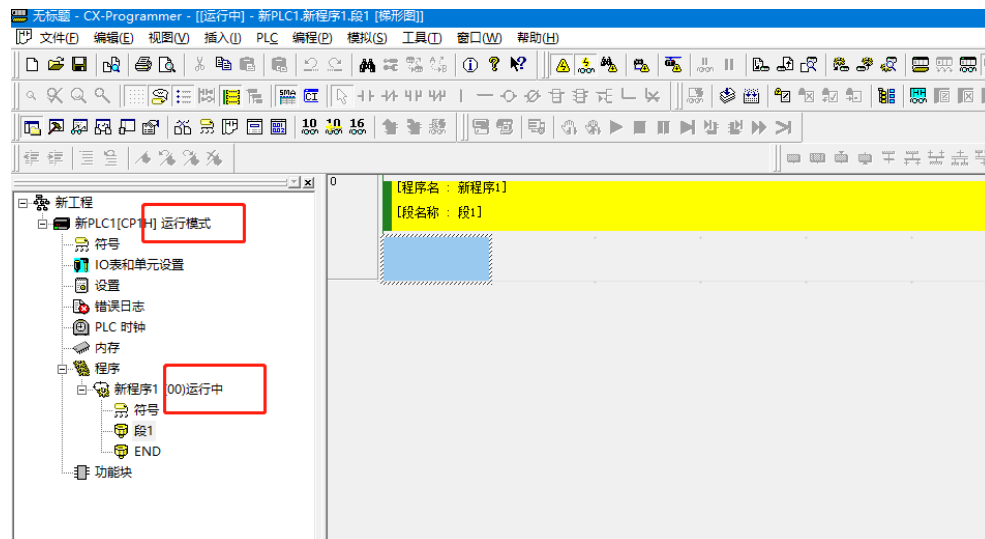 无标题 - CX-Programmer - [[运行中] - 新PLC1.新程序1.段1 [梯形图]]
文件(F) 编辑(E) 视图(V) 插入(I) PLC 编程(P) 模拟(S) 工具(T) 窗口(W) 帮助(H)
10 10 16
0
[程序名 : 新程序1]
[段名称 : 段1]
新工程
新PLC1[CP1H] 运行模式
符号
IO表和单元设置
设置
错误日志
PLC 时钟
内存
程序
新程序1 (00)运行中
符号
段1
END
功能块